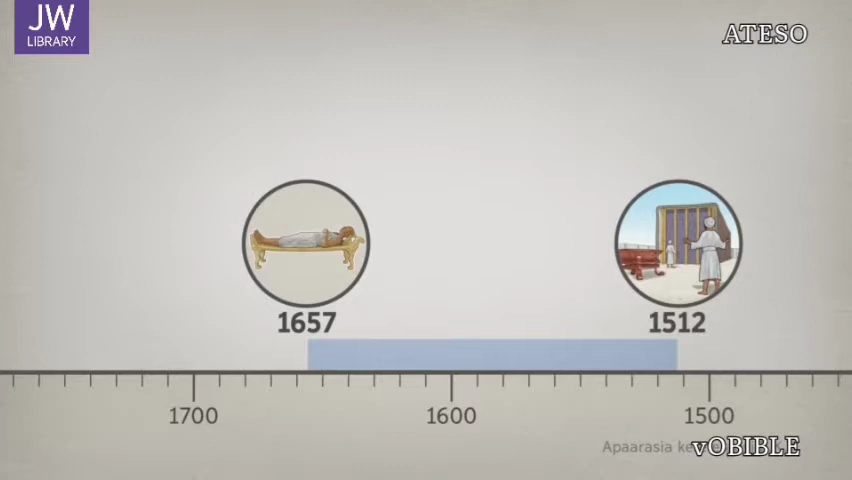 JW
LIBRARY
ATESO
1657
1512
1700
1600
1500
Apaarasia
vOBIBLE